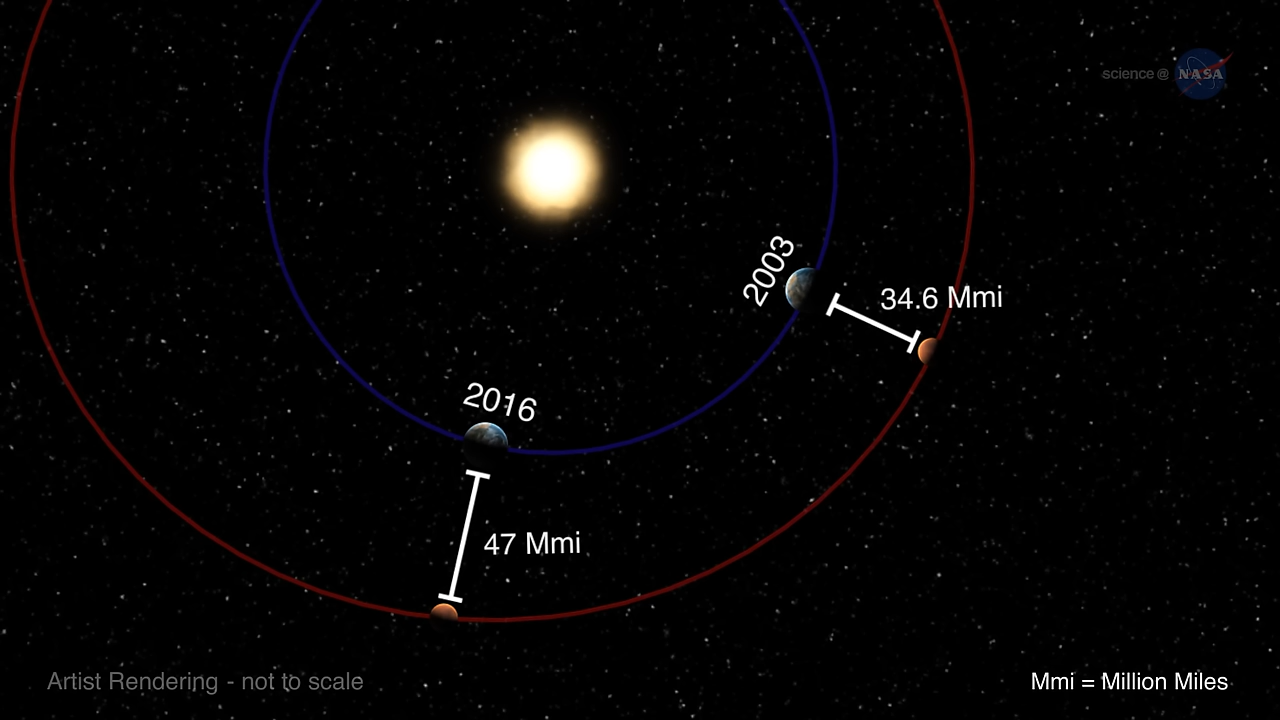 science@ NASA
2003
34.6 Mmi
2016
47 Mmi
Artist Rendering - not to scale
Mmi = Million Miles